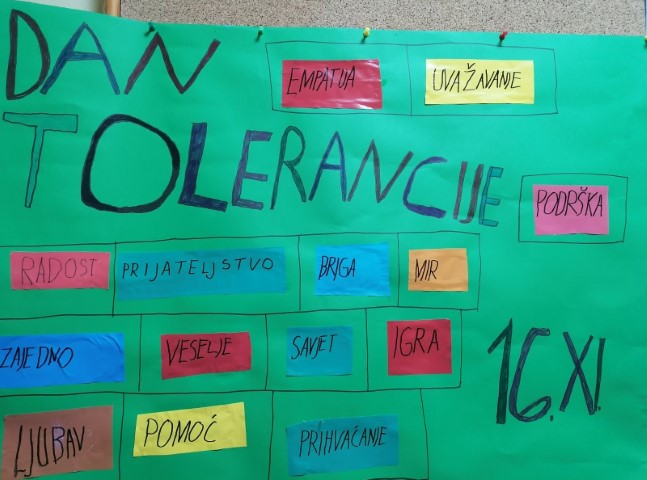 DAN
EMPATIJA UVAŽAVANJE
TOLERANCIJE
PODRŠKA
RADOST PRIJATELJSTVO BRIGA MIR
ZAJEDNO VESELJE SAVJET IGRA
16. XI.
LJUBAV POMOĆ PRIHVAĆANJE